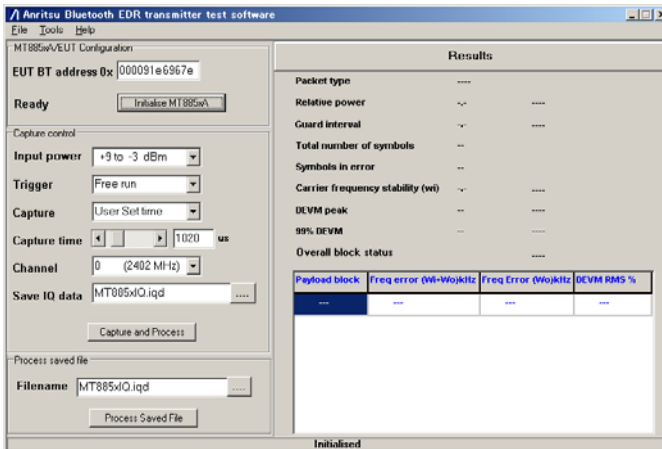 Anritsu Bluetooth EDR transmitter test software
File Tools Help
MT885xA/EUT Configuration
EUT BT address 0x 000091e6967e
Ready Initialise MT885xA
Capture control
Input power +9 to -3 dBm
Trigger Free run
Capture User Set time
Capture time 1020 us
Channel 0 (2402 MHz)
Save IQ data MT885xIQ.iqd ....
Capture and Process
Process saved file
Filename MT885xIQ.iqd ....
Process Saved File
Results
Packet type ----
Relative power -.- ----
Guard interval -.- ----
Total number of symbols --
Symbols in error --
Carrier frequency stability (wi) -.- ----
DEVM peak -- ----
99% DEVM -- ----
Overall block status ----
Payload block Freq error (Wi+Wo)kHz Freq Error (Wo)kHz DEVM RMS %
--- --- --- ---
Initialised